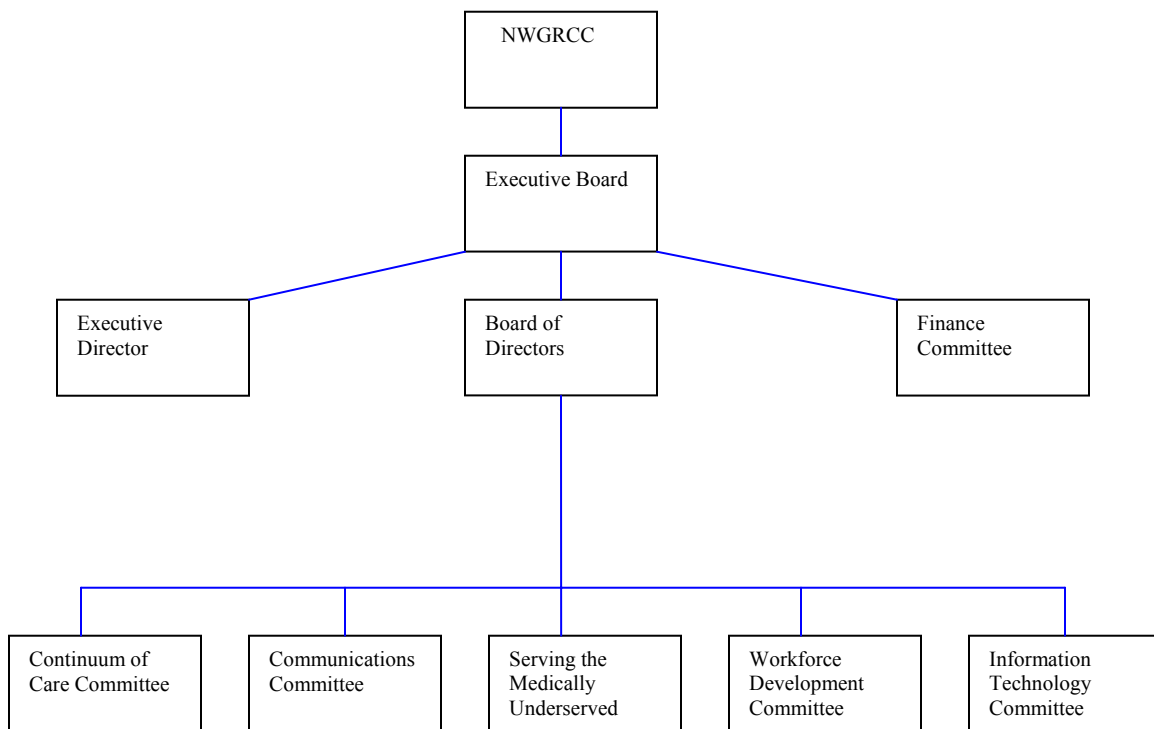 NWGRCC
Executive Board
Executive
Director
Board of
Directors
Finance
Committee
Continuum of
Care Committee
Communications
Committee
Serving the
Medically
Underserved
Workforce
Development
Committee
Information
Technology
Committee